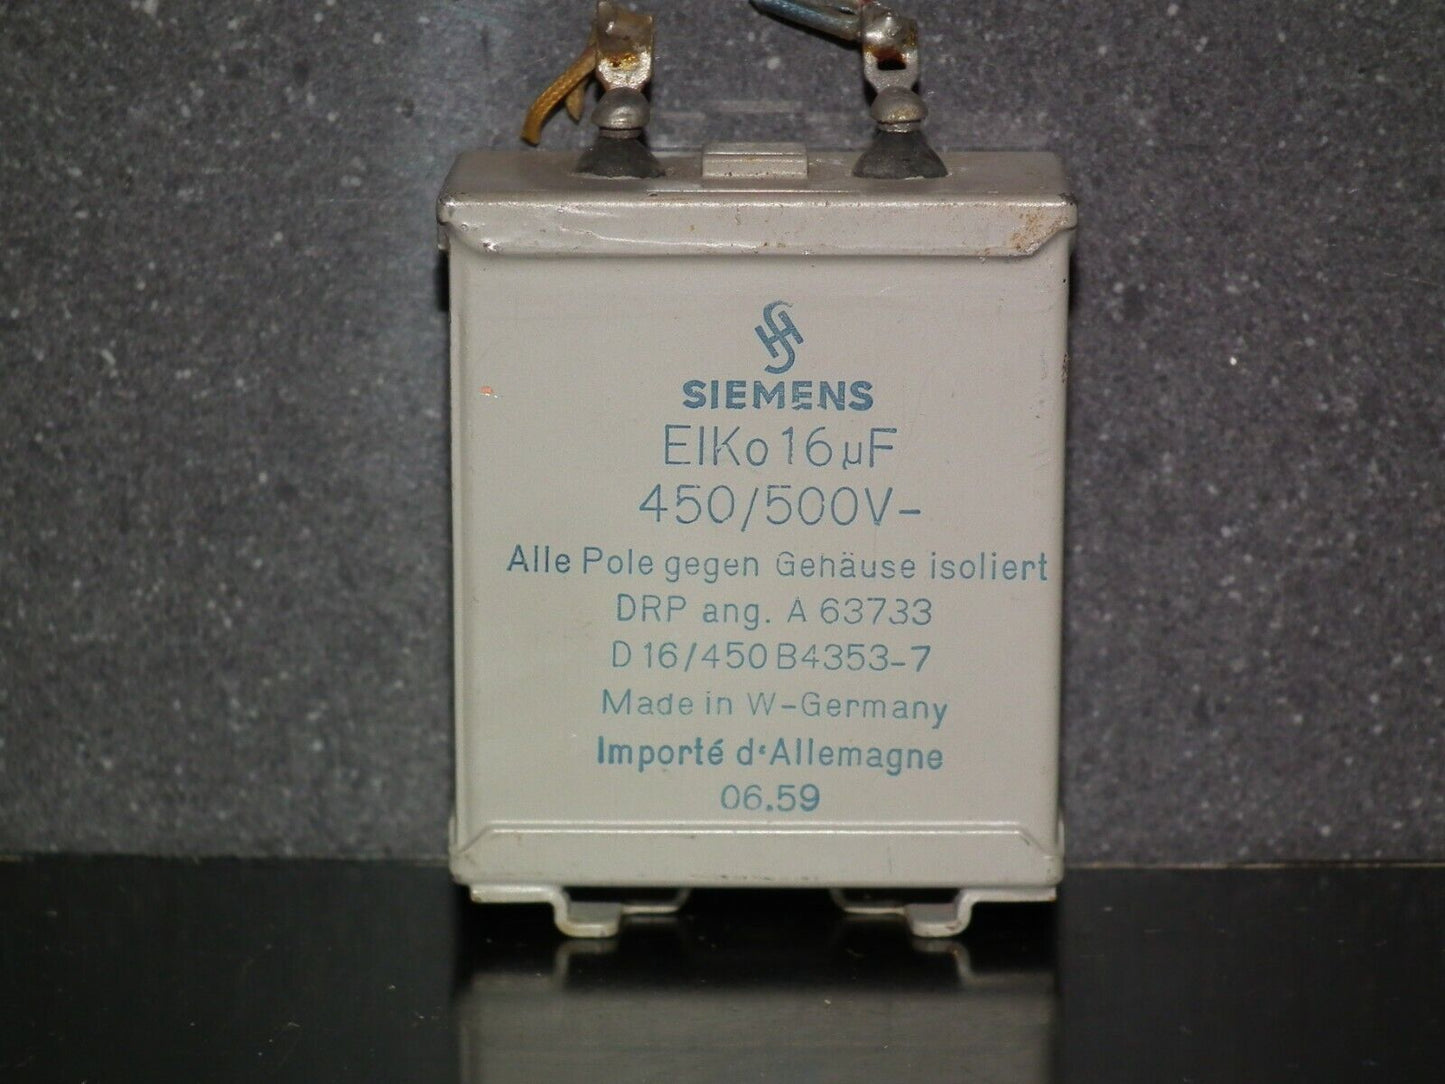 SIEMENS
ElKo 16µF
450/500V-
Alle Pole gegen Gehäuse isoliert
DRP ang. A 63733
D 16/450 B4353-7
Made in W-Germany
Importé d'Allemagne
06.59